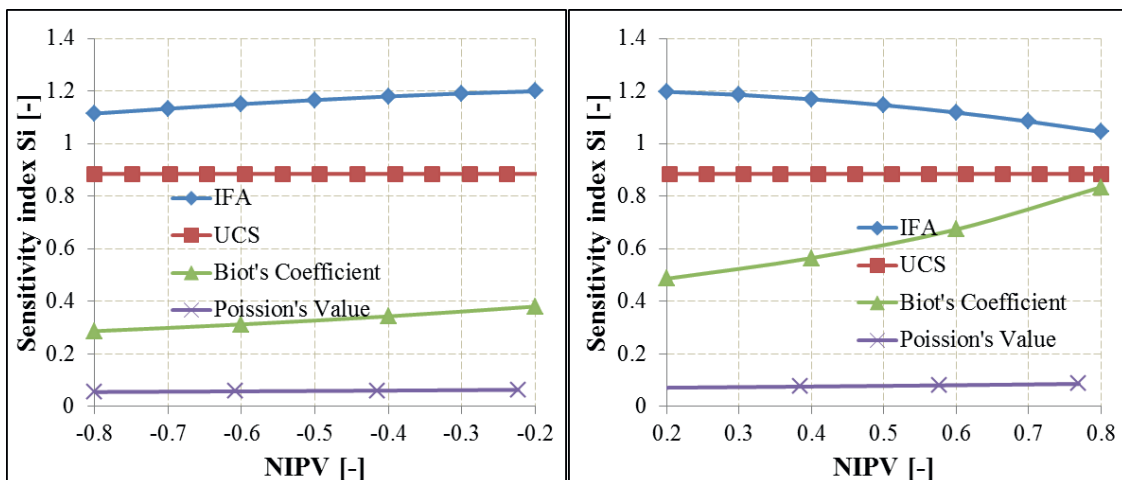 1.4
1.2
1
0.8
0.6
0.4
0.2
0
Sensitivity index Si [-]
IFA
UCS
Biot's Coefficient
Poission's Value
-0.8 -0.7 -0.6 -0.5 -0.4 -0.3 -0.2
NIPV [-]
1.4
1.2
1
0.8
0.6
0.4
0.2
0
Sensitivity index Si [-]
IFA
UCS
Biot's Coefficient
Poission's Value
0.2 0.3 0.4 0.5 0.6 0.7 0.8
NIPV [-]